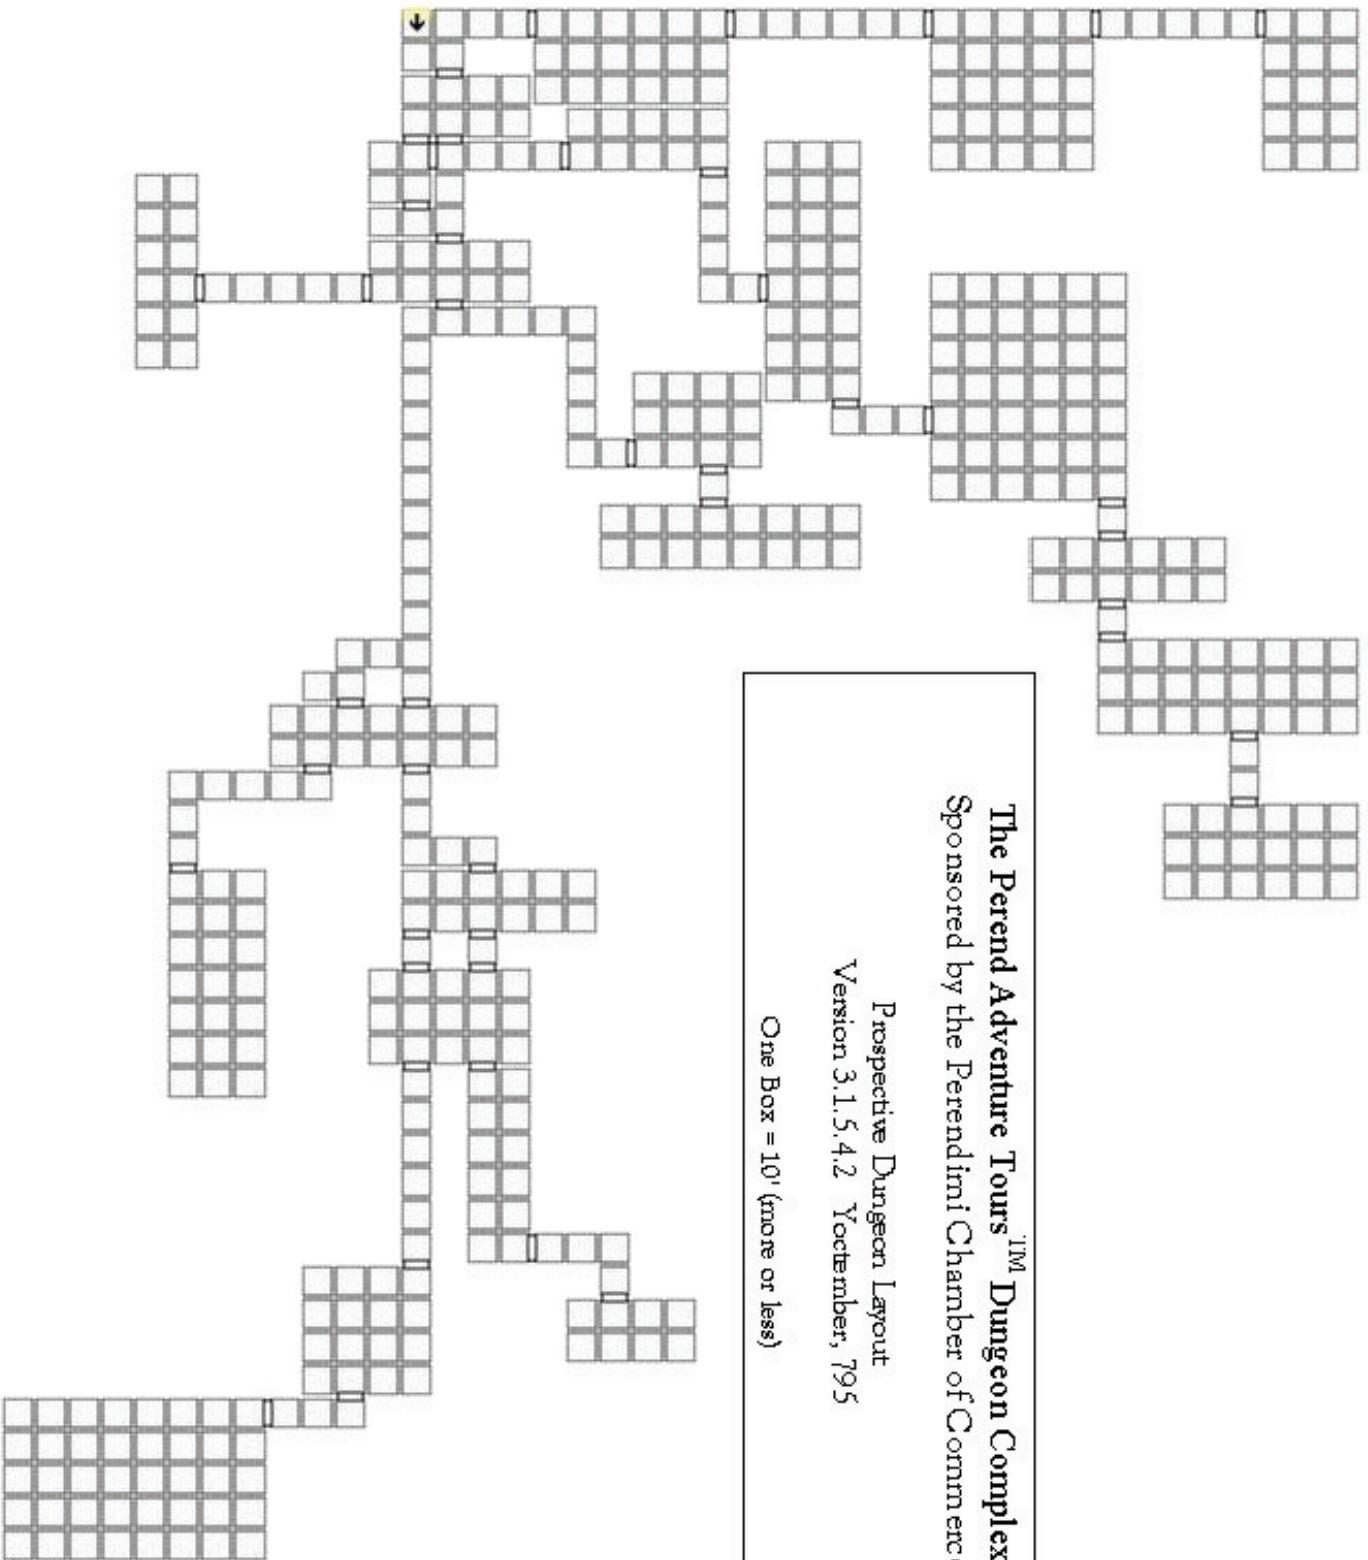 The Perend Adventure Tours™ Dungeon Complex
Sponsored by the Perendimi Chamber of Commerce
Prospective Dungeon Layout
Version 3.1.5.4.2 Yoctember, 795
One Box = 10' (more or less)